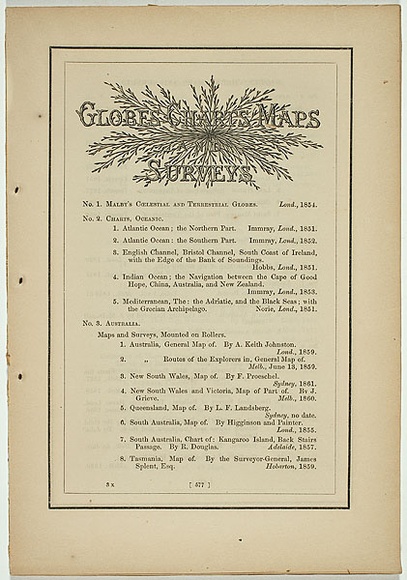 GLOBES CHARTS MAPS
SURVEYS
No. 1. Malby's Cœlestial and Terrestrial Globes. Lond., 1854.
No. 2. Charts, Oceanic.
1. Atlantic Ocean; the Northern Part. Immray, Lond., 1851.
2. Atlantic Ocean; the Southern Part. Immray, Lond., 1852.
3. English Channel, Bristol Channel, South Coast of Ireland,
with the Edge of the Bank of Soundings.
Hobbs, Lond., 1851.
4. Indian Ocean; the Navigation between the Cape of Good
Hope, China, Australia, and New Zealand.
Immray, Lond., 1853.
5. Mediterranean, The: the Adriatic, and the Black Seas; with
the Grecian Archipelago. Norie, Lond., 1851.
No. 3. Australia.
Maps and Surveys, Mounted on Rollers.
1. Australia, General Map of. By A. Keith Johnston.
Lond., 1859.
2. „ Routes of the Explorers in, General Map of.
Melb., June 13, 1859.
3. New South Wales, Map of. By F. Proeschel.
Sydney, 1861.
4. New South Wales and Victoria, Map of Part of. By J.
Grieve. Melb., 1860.
5. Queensland, Map of. By L. F. Landsberg.
Sydney, no date.
6. South Australia, Map of. By Higginson and Painter.
Lond., 1855.
7. South Australia, Chart of: Kangaroo Island, Back Stairs
Passage. By R. Douglas. Adelaide, 1857.
8. Tasmania, Map of. By the Surveyor-General, James
Splent, Esq. Hobarton, 1859.
3 x [ 577 ]